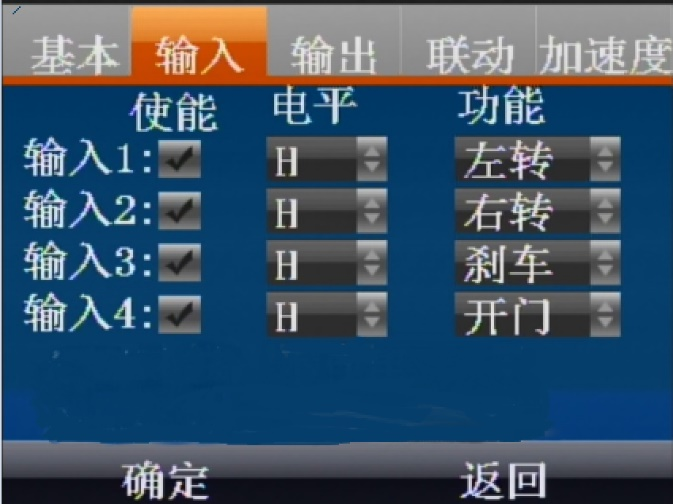 基本 输入 输出 联动 加速度
使能 电平 功能
输入1: H 左转
输入2: H 右转
输入3: H 刹车
输入4: H 开门
确定 返回